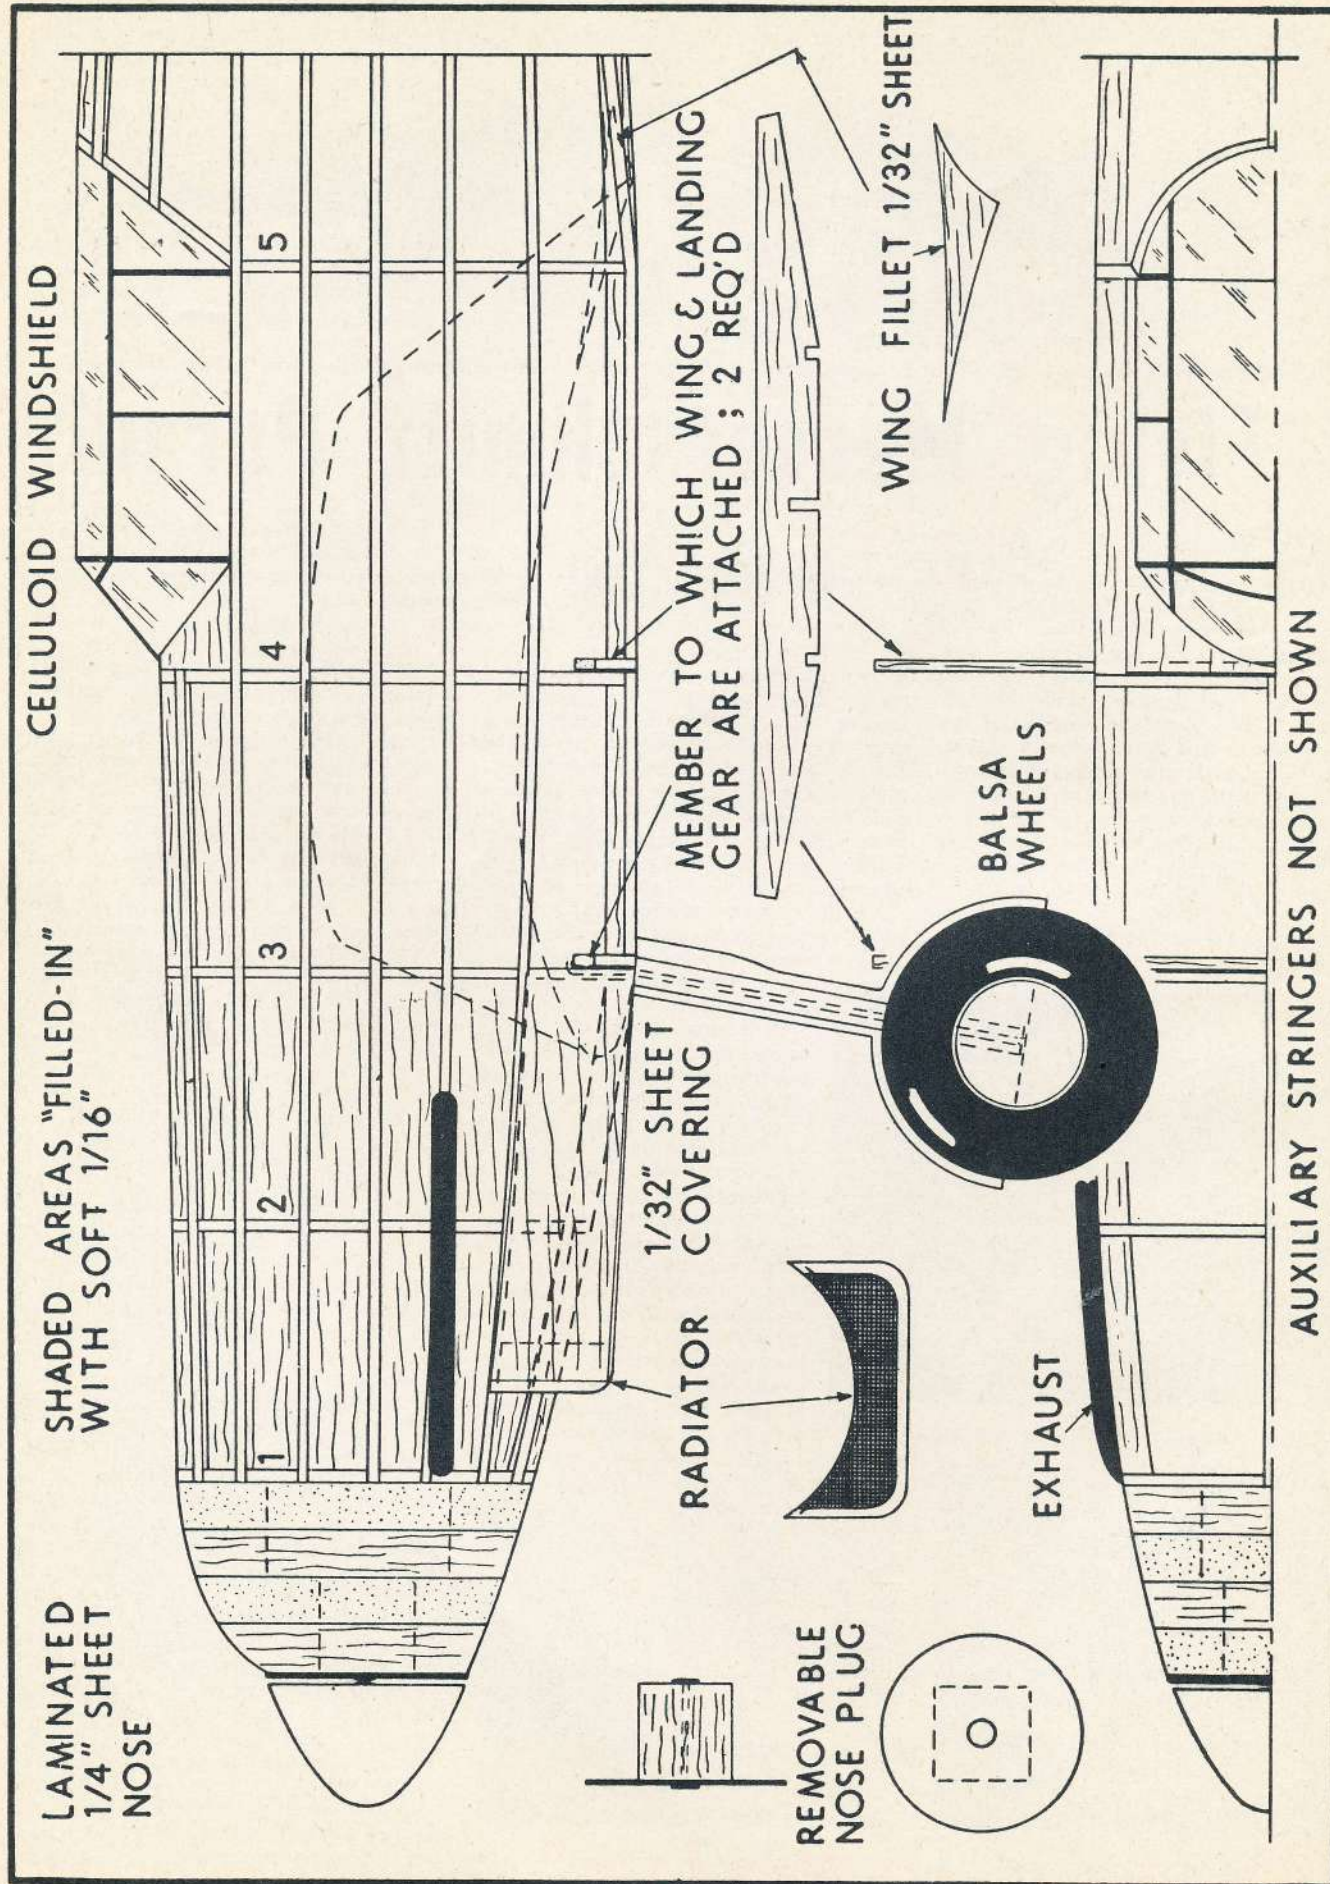 LAMINATED
1/4" SHEET
NOSE
SHADED AREAS "FILLED-IN"
WITH SOFT 1/16"
CELLULOID WINDSHIELD
1
2
3
4
5
1/32" SHEET
COVERING
MEMBER TO WHICH WING & LANDING
GEAR ARE ATTACHED ; 2 REQ'D
RADIATOR
REMOVABLE
NOSE PLUG
EXHAUST
BALSA
WHEELS
WING FILLET 1/32" SHEET
AUXILIARY STRINGERS NOT SHOWN